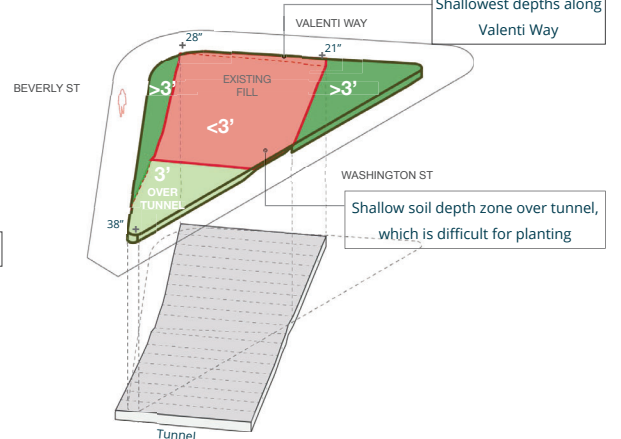 Shallowest depths along
Valenti Way
VALENTI WAY
28”
21”
BEVERLY ST
EXISTING
FILL
>3’
>3’
<3’
WASHINGTON ST
3’
OVER
TUNNEL
Shallow soil depth zone over tunnel,
which is difficult for planting
38”
Tunnel